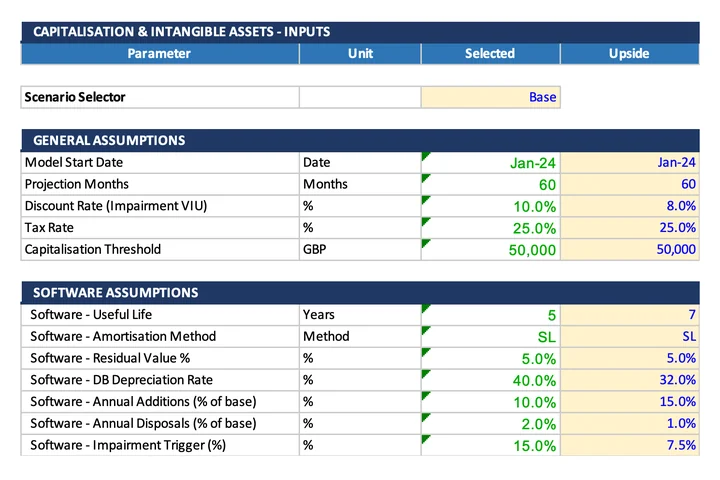 CAPITALISATION & INTANGIBLE ASSETS - INPUTS
Parameter Unit Selected Upside
Scenario Selector Base
GENERAL ASSUMPTIONS
Model Start Date Date Jan-24 Jan-24
Projection Months Months 60 60
Discount Rate (Impairment VIU) % 10.0% 8.0%
Tax Rate % 25.0% 25.0%
Capitalisation Threshold GBP 50,000 50,000
SOFTWARE ASSUMPTIONS
Software - Useful Life Years 5 7
Software - Amortisation Method Method SL SL
Software - Residual Value % % 5.0% 5.0%
Software - DB Depreciation Rate % 40.0% 32.0%
Software - Annual Additions (% of base) % 10.0% 15.0%
Software - Annual Disposals (% of base) % 2.0% 1.0%
Software - Impairment Trigger (%) % 15.0% 7.5%